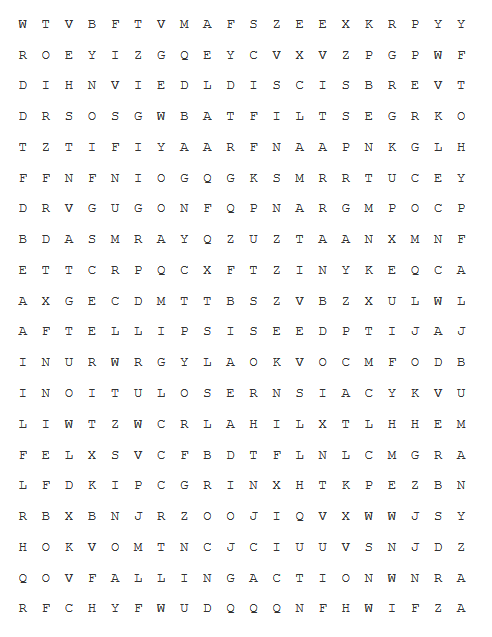 W T V B F T V M A F S Z E E X K R P Y Y
R O E Y I Z G Q E Y C V X V Z P G P W F
D I H N V I E D L D I S C I S B R E V T
D R S O S G W B A T F I L T S E G R K O
T Z T I F I Y A A R F N A A P N K G L H
F F N F N I O G Q G K S M R R T U C E Y
D R V G U G O N F Q P N A R G M P O C P
B D A S M R A Y Q Z U Z T A A N X M N F
E T T C R P Q C X F T Z I N Y K E Q C A
A X G E C D M T T B S Z V B Z X U L W L
A F T E L L I P S I S E E D P T I J A J
I N U R W R G Y L A O K V O C M F O D B
I N O I T U L O S E R N S I A C Y K V U
L I W T Z W C R L A H I L X T L H H E M
F E L X S V C F B D T F L N L C M G R A
L F D K I P C G R I N X H T K P E Z B N
R B X B N J R Z O O J I Q V X W W J S Y
H O K V O M T N C J C I U U V S N J D Z
Q O V F A L L I N G A C T I O N W N R A
R F C H Y F W U D Q Q Q N F H W I F Z A